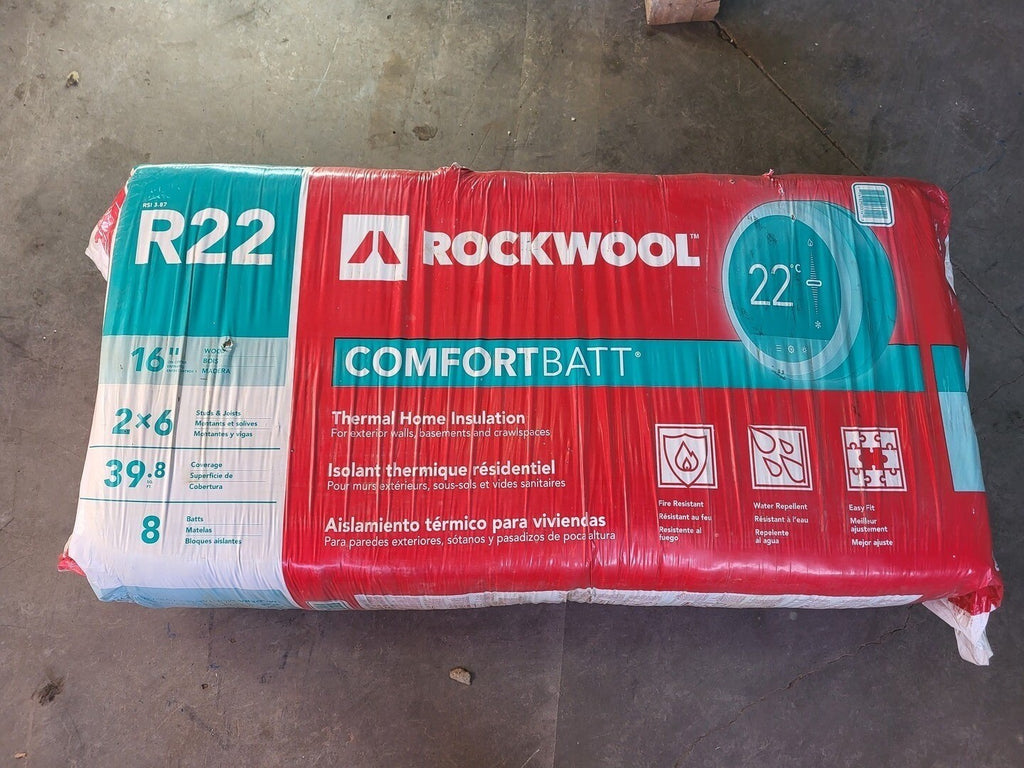 RSI 3.87
R22
16"
WOOD
BOIS
MADERA
2×6
Studs & Joists
Montants et solives
Montantes y vigas
39.8
SQ.
FT.
Coverage
Superficie de
Cobertura
8
Batts
Matelas
Bloques aislantes
ROCKWOOL™
COMFORTBATT®
22°C
Thermal Home Insulation
For exterior walls, basements and crawlspaces
Isolant thermique résidentiel
Pour murs extérieurs, sous-sols et vides sanitaires
Aislamiento térmico para viviendas
Para paredes exteriores, sótanos y pasadizos de poca altura
Fire Resistant
Résistant au feu
Resistente al
fuego
Water Repellent
Résistant à l'eau
Repelente
al agua
Easy Fit
Meilleur
ajustement
Mejor ajuste